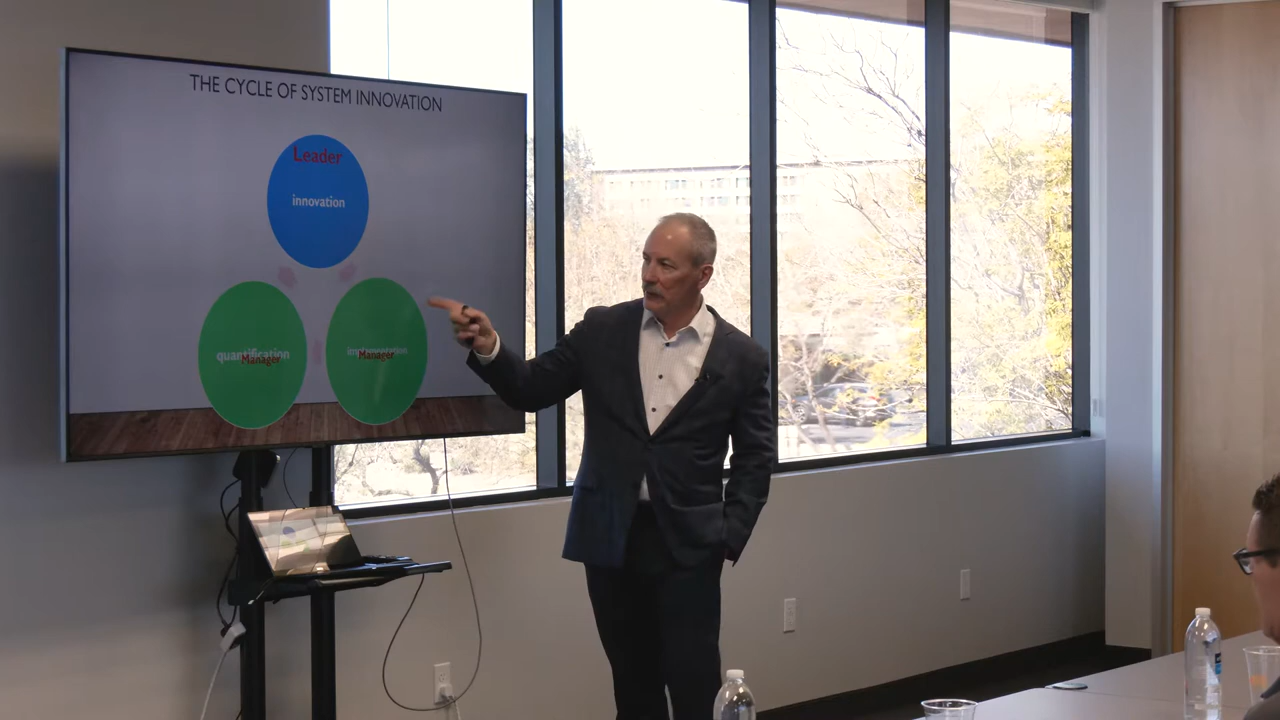 THE CYCLE OF SYSTEM INNOVATION
Leader
innovation
quantification
Manager
implementation
Manager